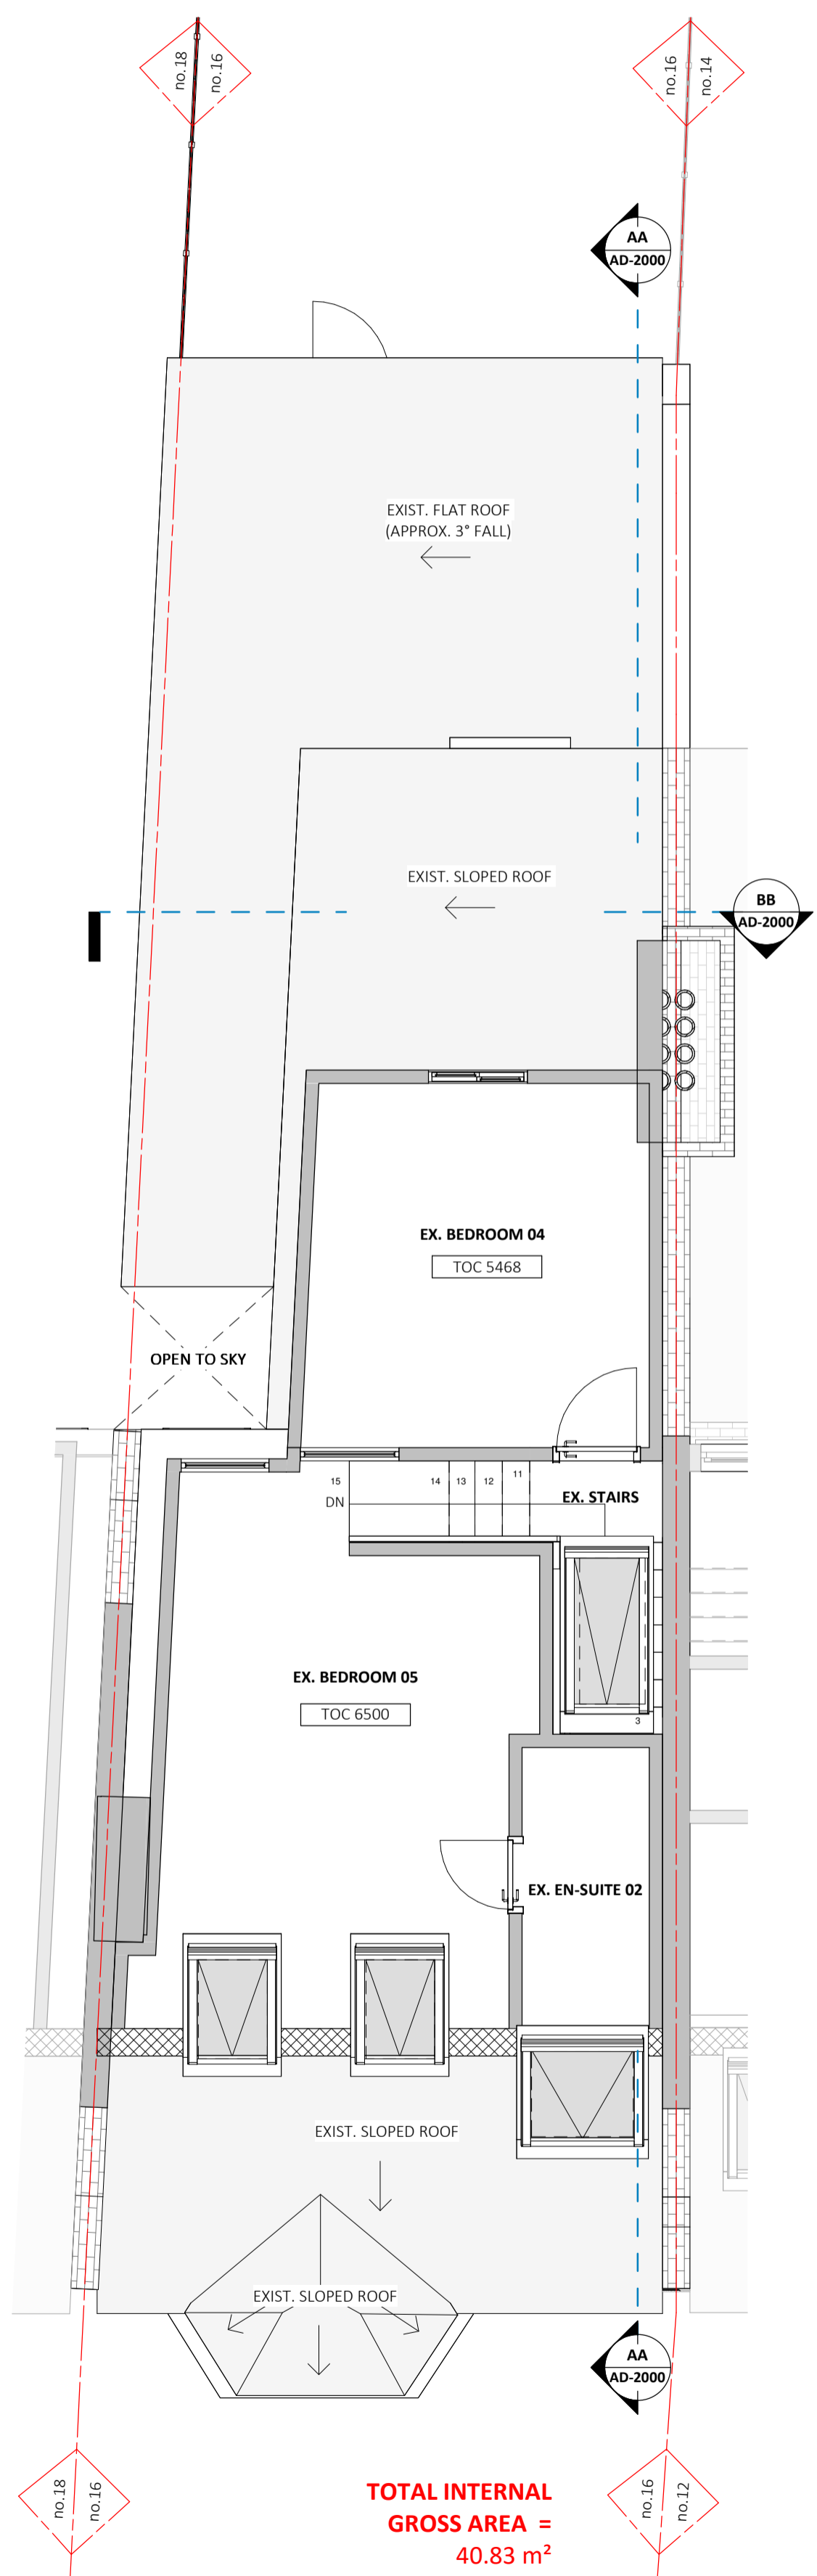 no.18
no.16
no.16
no.14
AA
AD-2000
EXIST. FLAT ROOF
(APPROX. 3° FALL)
EXIST. SLOPED ROOF
BB
AD-2000
EX. BEDROOM 04
TOC 5468
OPEN TO SKY
15
14
13
12
11
DN
EX. STAIRS
EX. BEDROOM 05
TOC 6500
3
EX. EN-SUITE 02
EXIST. SLOPED ROOF
EXIST. SLOPED ROOF
AA
AD-2000
no.18
no.16
no.16
no.12
TOTAL INTERNAL
GROSS AREA =
40.83 m²